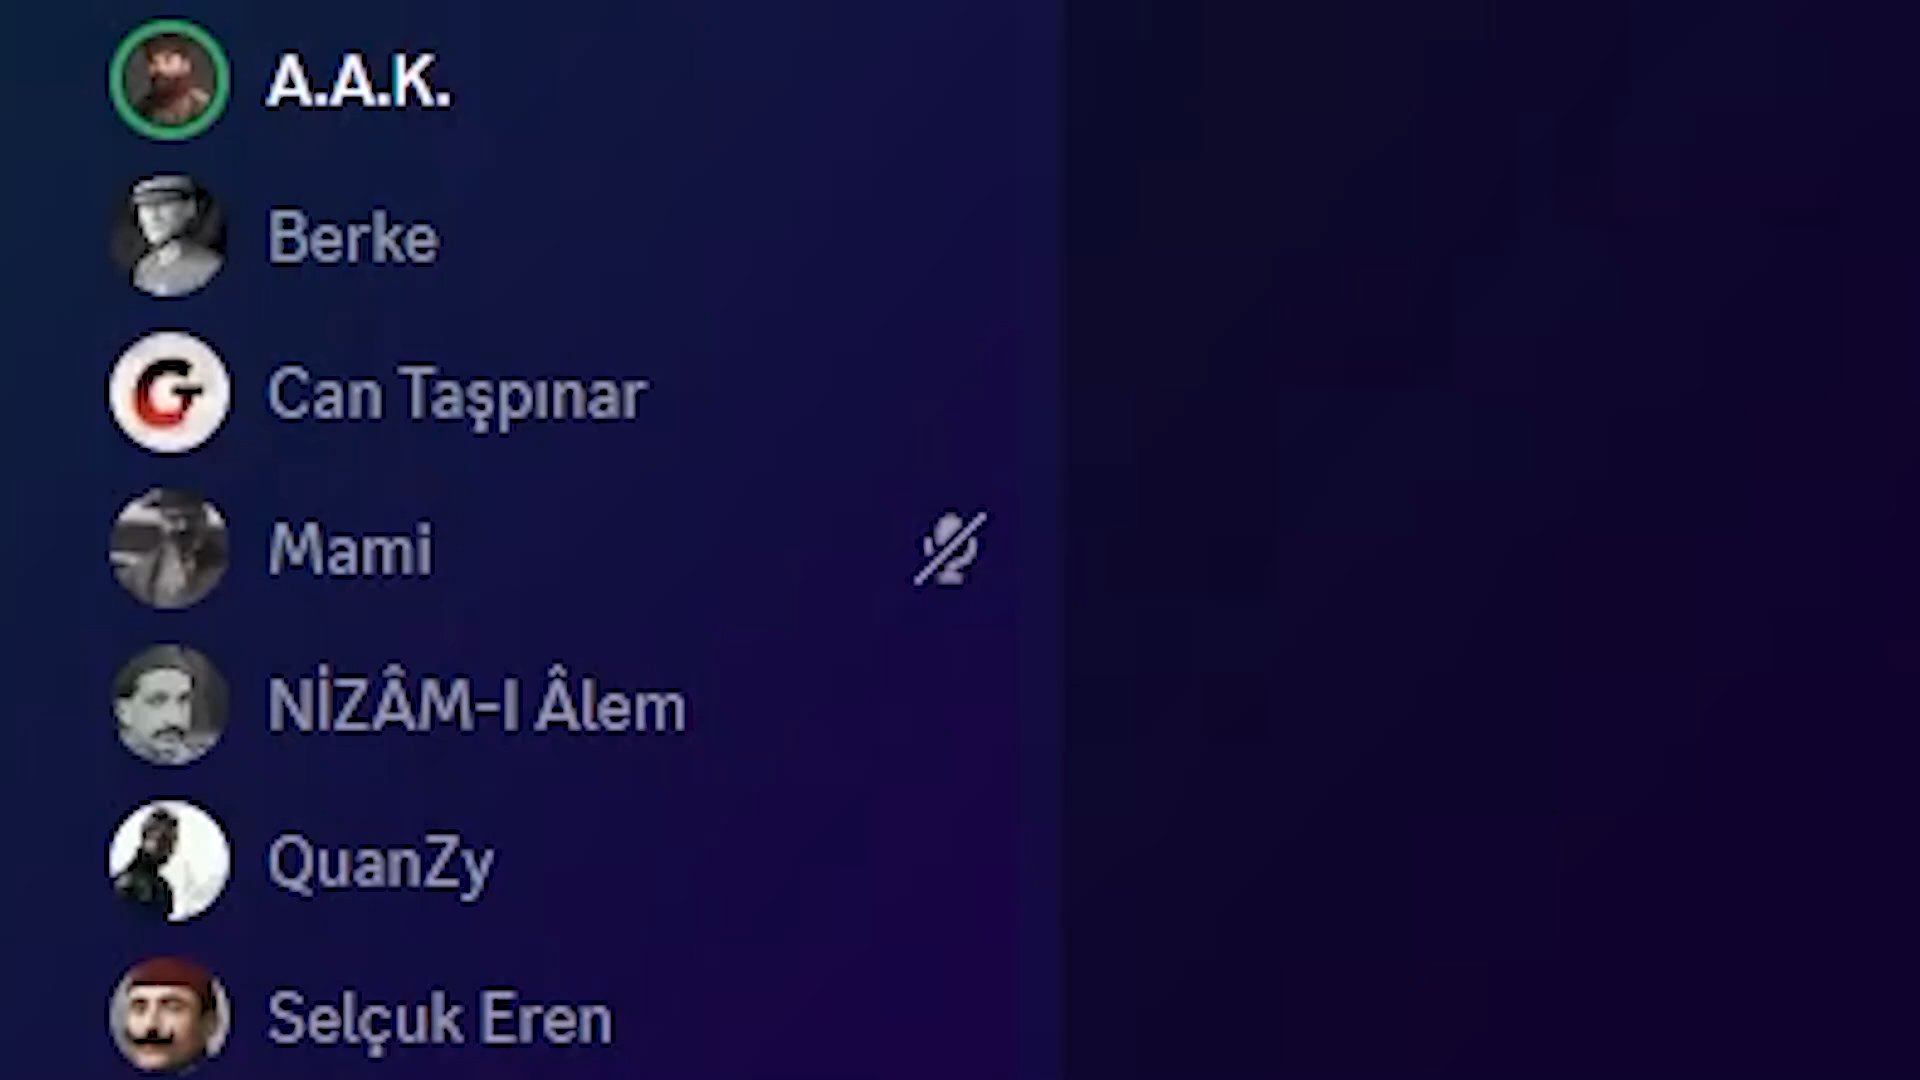 A.A.K.
Berke
Can Taşpınar
Mami
NİZÂM-I Âlem
QuanZy
Selçuk Eren